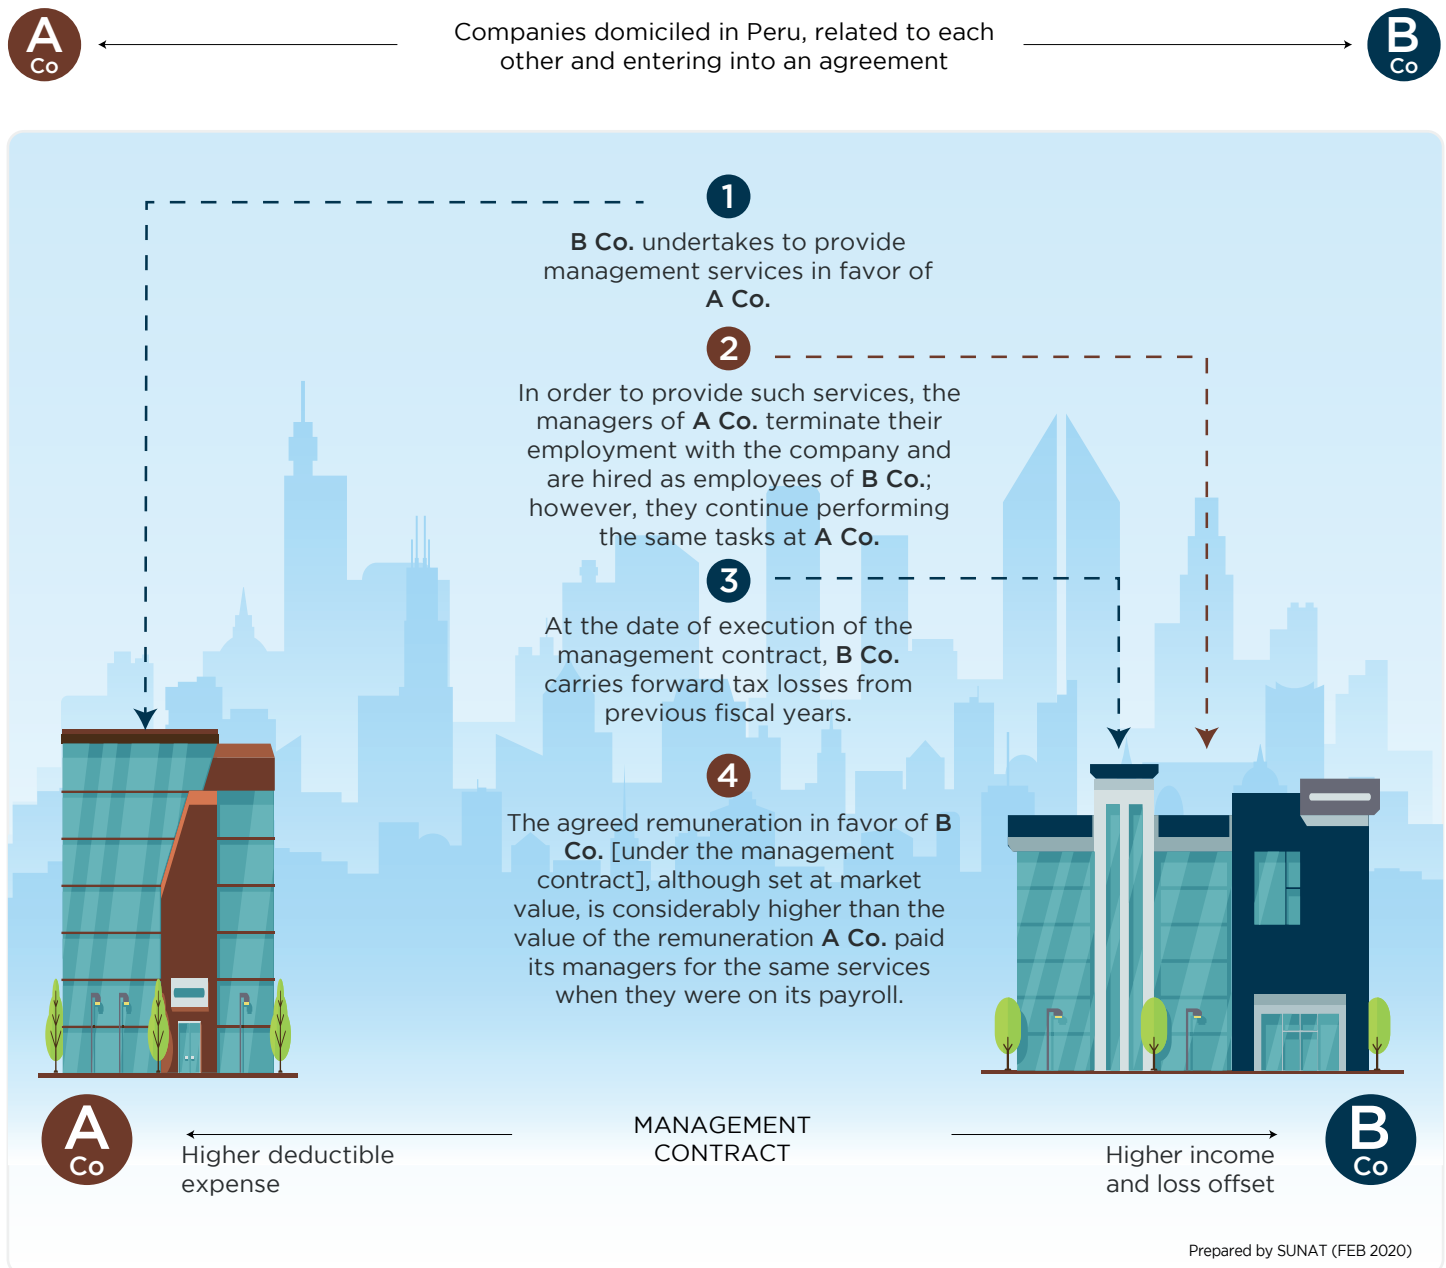 A
Co
Companies domiciled in Peru, related to each
other and entering into an agreement
B
Co
1
B Co. undertakes to provide
management services in favor of
A Co.
2
In order to provide such services, the
managers of A Co. terminate their
employment with the company and
are hired as employees of B Co.;
however, they continue performing
the same tasks at A Co.
3
At the date of execution of the
management contract, B Co.
carries forward tax losses from
previous fiscal years.
4
The agreed remuneration in favor of B
Co. [under the management
contract], although set at market
value, is considerably higher than the
value of the remuneration A Co. paid
its managers for the same services
when they were on its payroll.
A
Co
Higher deductible
expense
MANAGEMENT
CONTRACT
Higher income
and loss offset
B
Co
Prepared by SUNAT (FEB 2020)